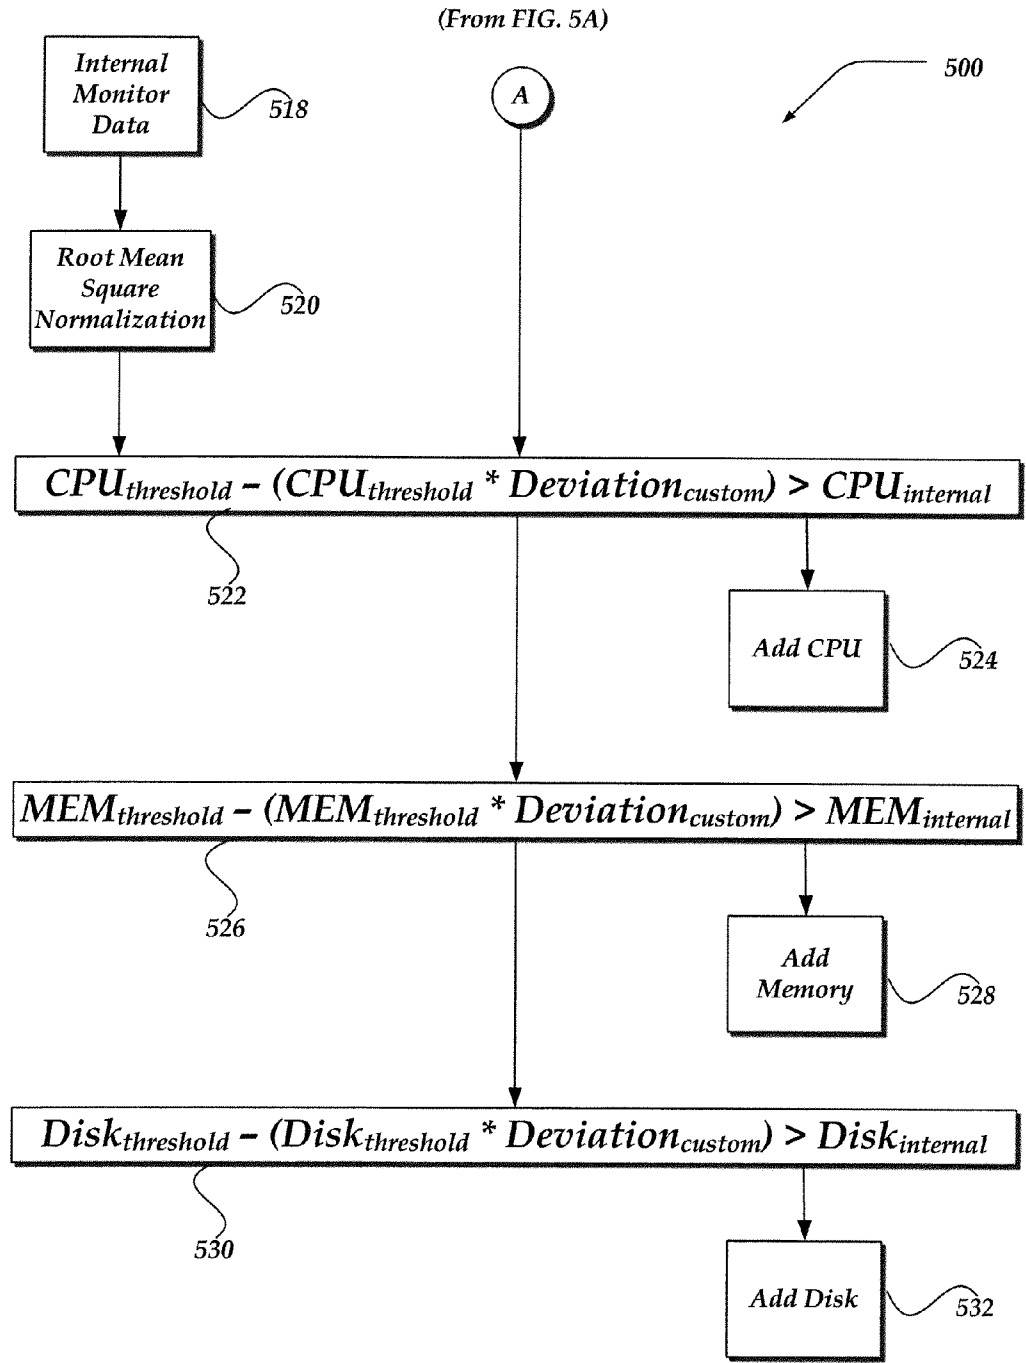 (From FIG. 5A)
Internal
Monitor
Data
518
A
500
Root Mean
Square
Normalization
520
CPUthreshold – (CPUthreshold * Deviationcustom) > CPUinternal
522
Add CPU
524
MEMthreshold – (MEMthreshold * Deviationcustom) > MEMinternal
526
Add
Memory
528
Diskthreshold – (Diskthreshold * Deviationcustom) > Diskinternal
530
Add Disk
532